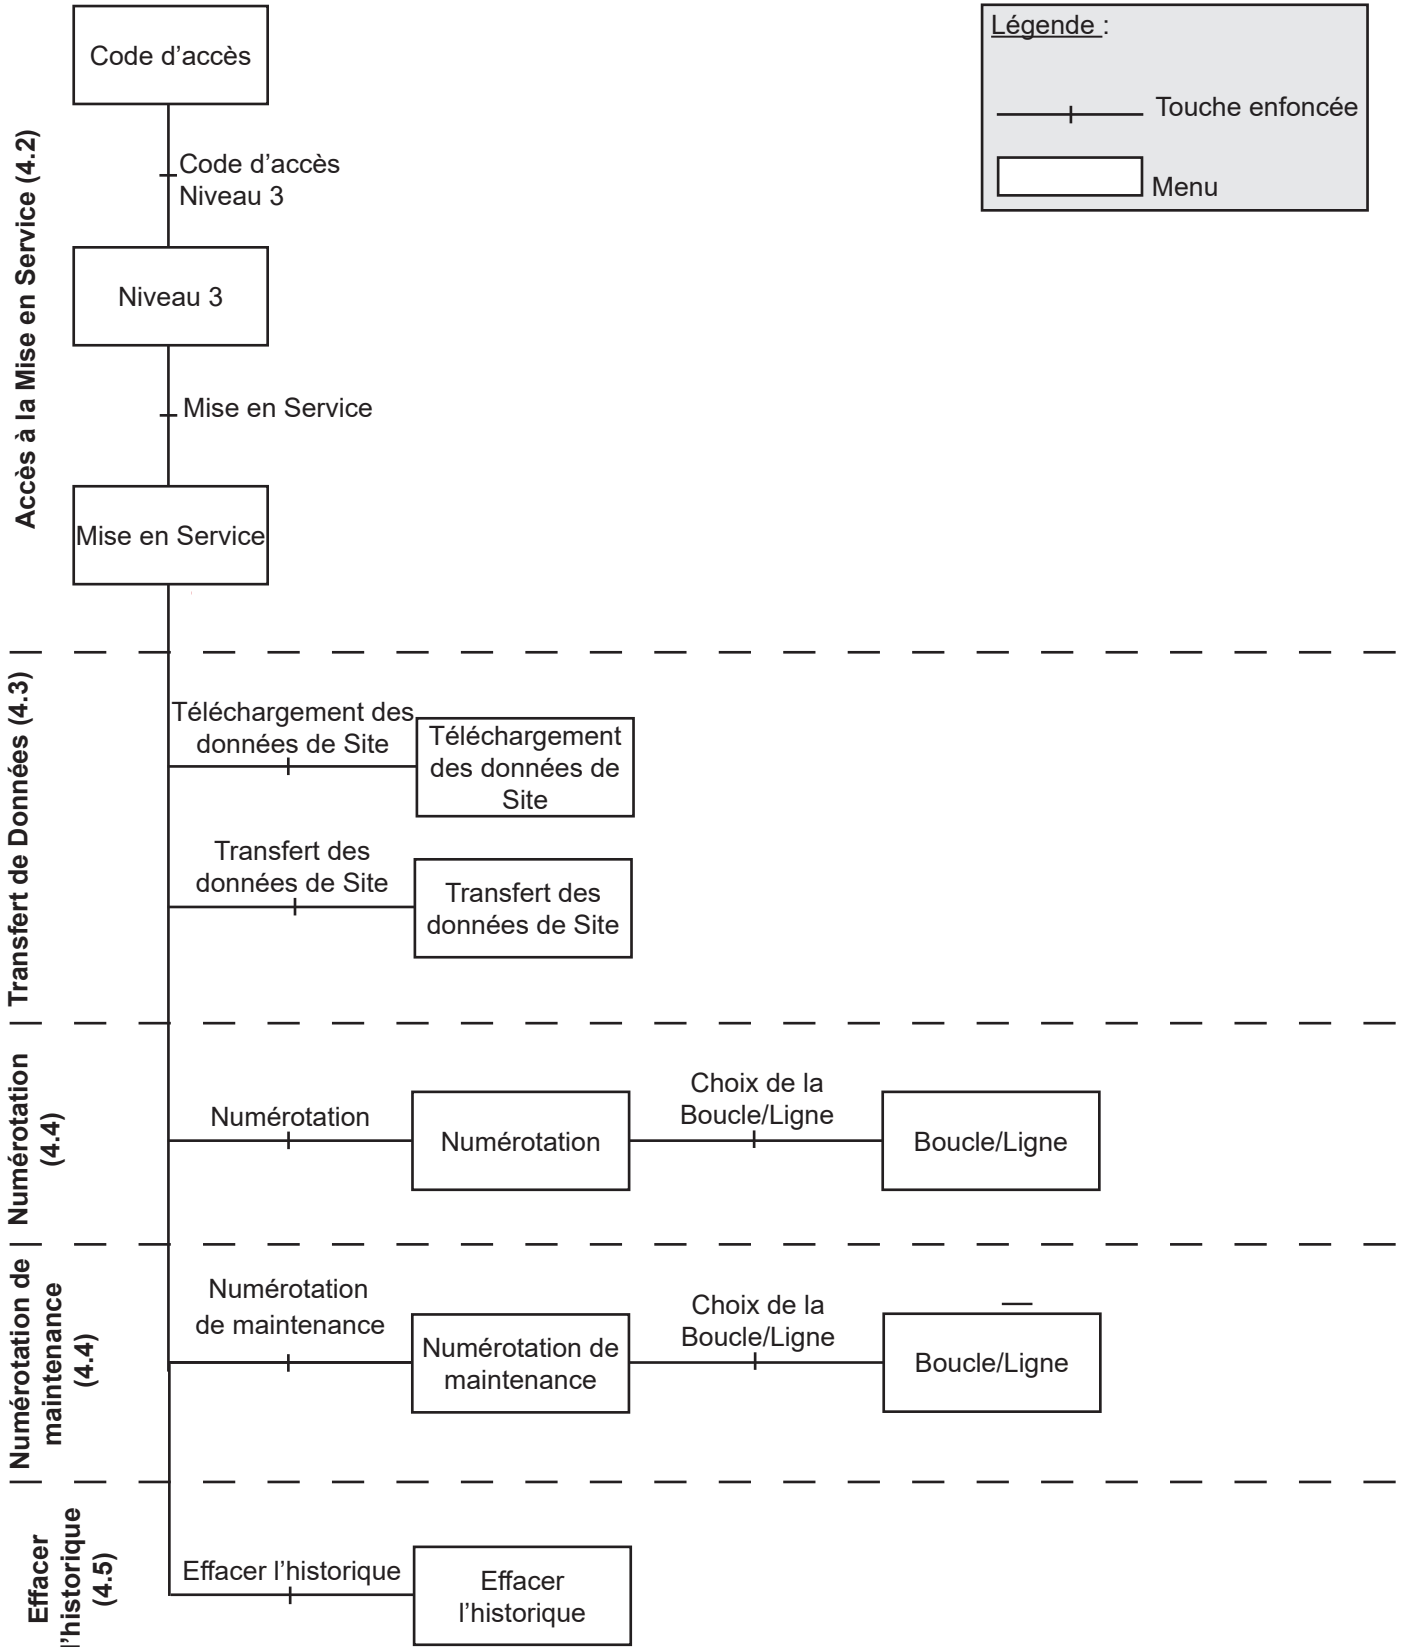 Code d’accès
Légende :
Touche enfoncée
Menu
Accès à la Mise en Service (4.2)
Code d’accès
Niveau 3
Niveau 3
Mise en Service
Mise en Service
Transfert de Données (4.3)
Téléchargement des
données de Site
Téléchargement
des données de
Site
Transfert des
données de Site
Transfert des
données de Site
Numérotation
(4.4)
Numérotation
Numérotation
Choix de la
Boucle/Ligne
Boucle/Ligne
Numérotation de
maintenance
(4.4)
Numérotation
de maintenance
Numérotation de
maintenance
Choix de la
Boucle/Ligne
Boucle/Ligne
Effacer
l’historique
(4.5)
Effacer l’historique
Effacer
l’historique